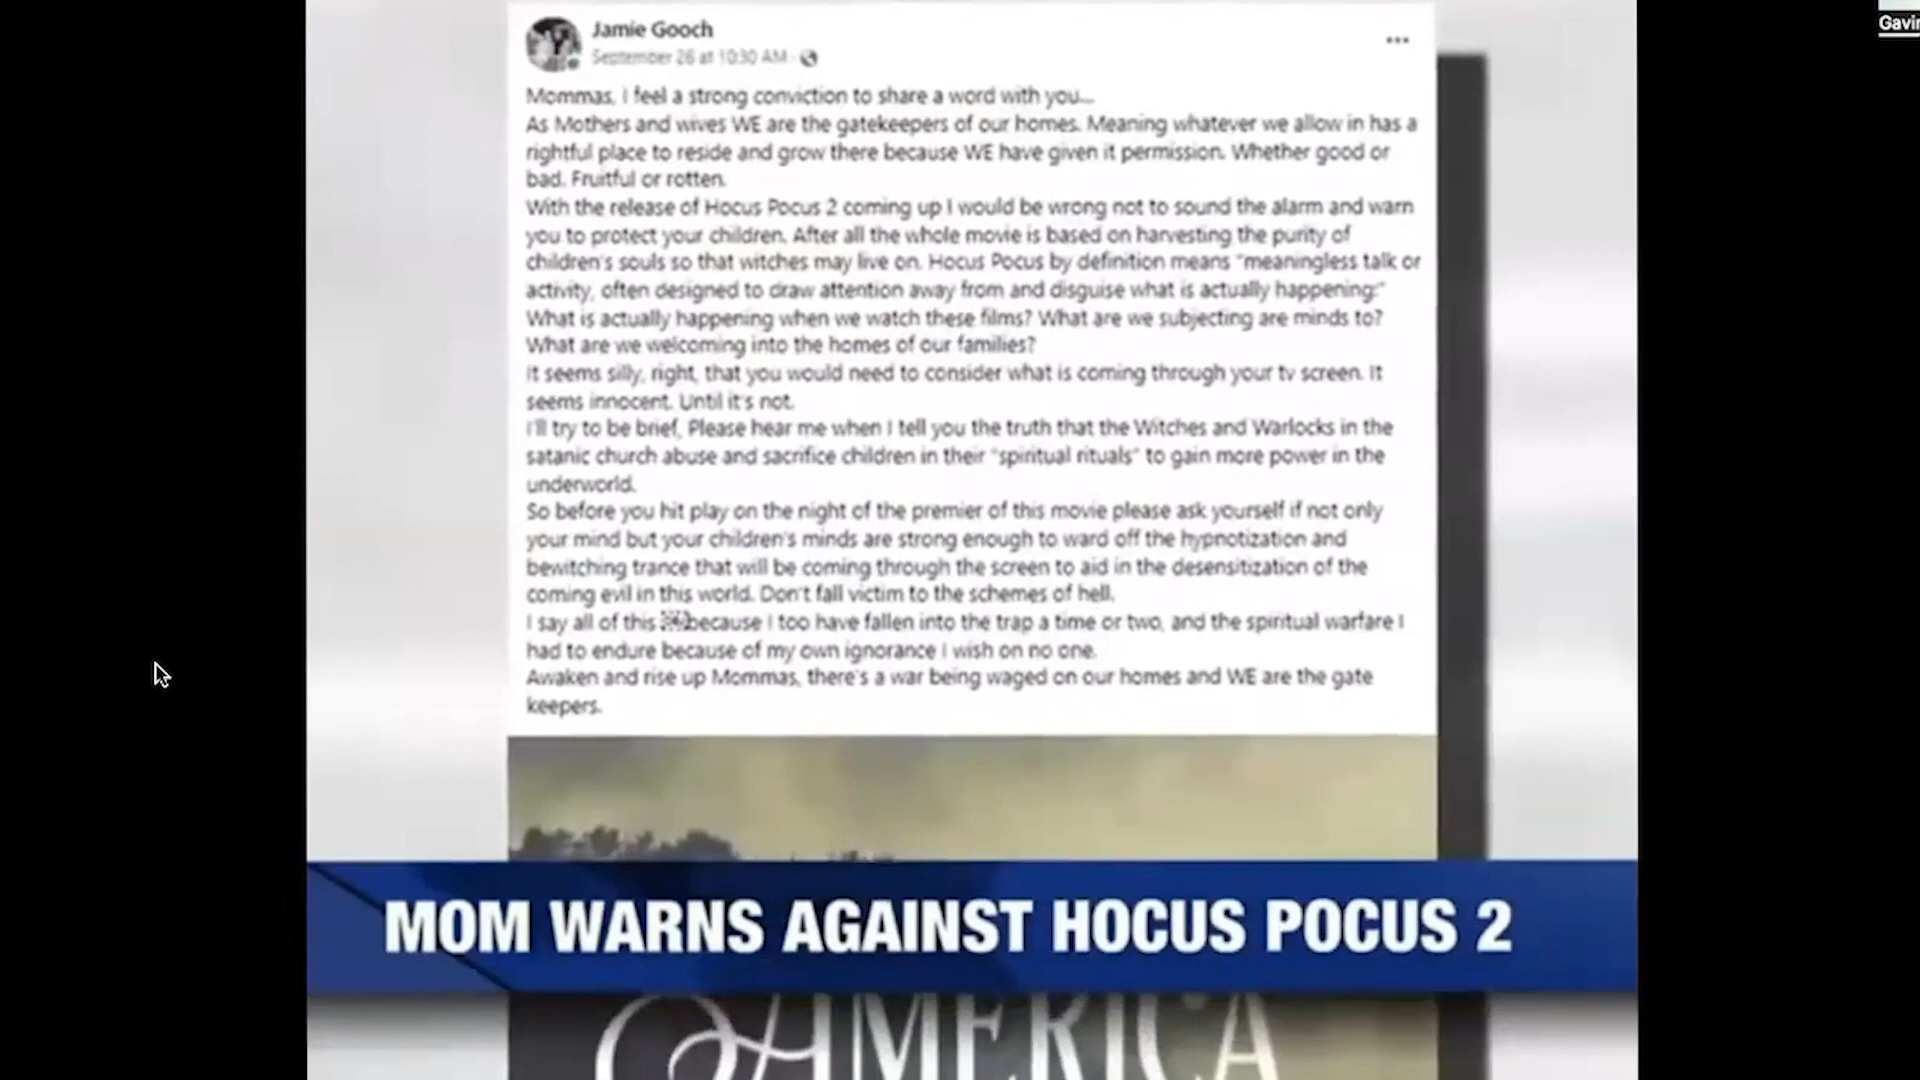 Jamie Gooch
September 26 at 10:30 AM ·
Gavin
Mommas, I feel a strong conviction to share a word with you...
As Mothers and wives WE are the gatekeepers of our homes. Meaning whatever we allow in has a
rightful place to reside and grow there because WE have given it permission. Whether good or
bad. Fruitful or rotten.
With the release of Hocus Pocus 2 coming up I would be wrong not to sound the alarm and warn
you to protect your children. After all the whole movie is based on harvesting the purity of
children's souls so that witches may live on. Hocus Pocus by definition means "meaningless talk or
activity, often designed to draw attention away from and disguise what is actually happening."
What is actually happening when we watch these films? What are we subjecting are minds to?
What are we welcoming into the homes of our families?
It seems silly, right, that you would need to consider what is coming through your tv screen. It
seems innocent. Until it's not.
I'll try to be brief, Please hear me when I tell you the truth that the Witches and Warlocks in the
satanic church abuse and sacrifice children in their "spiritual rituals" to gain more power in the
underworld.
So before you hit play on the night of the premier of this movie please ask yourself if not only
your mind but your children's minds are strong enough to ward off the hypnotization and
bewitching trance that will be coming through the screen to aid in the desensitization of the
coming evil in this world. Don't fall victim to the schemes of hell.
I say all of this because I too have fallen into the trap a time or two, and the spiritual warfare I
had to endure because of my own ignorance I wish on no one.
Awaken and rise up Mommas, there's a war being waged on our homes and WE are the gate
keepers.
MOM WARNS AGAINST HOCUS POCUS 2
AMERICA